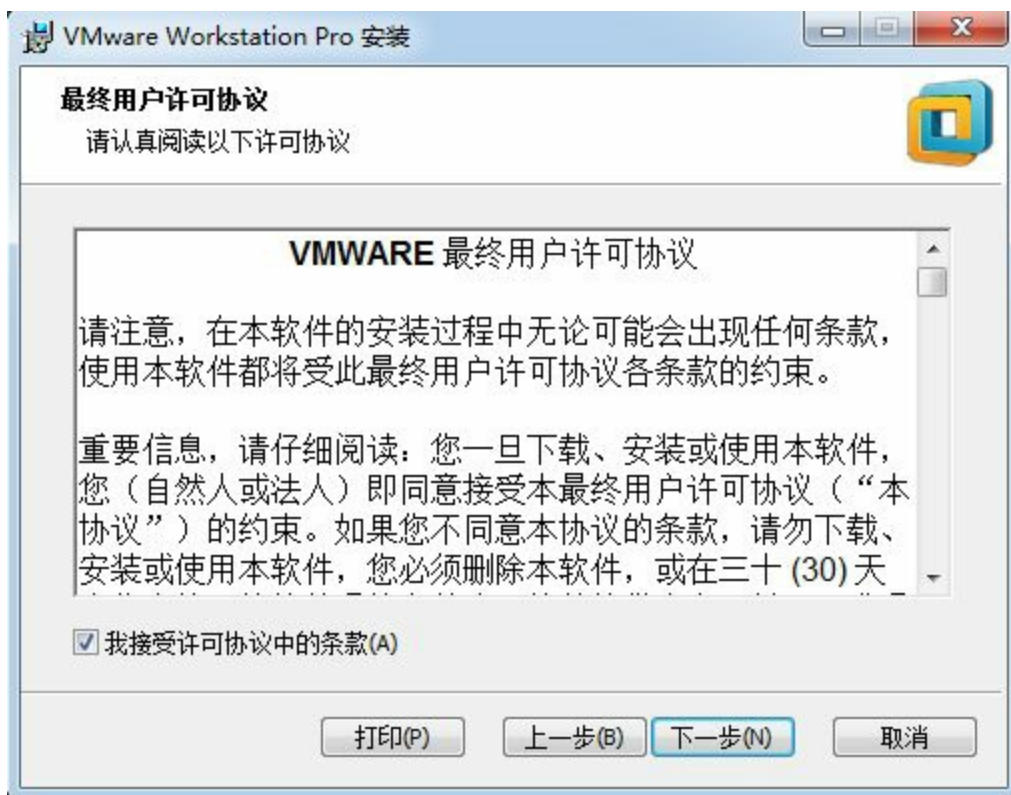 VMware Workstation Pro 安装
最终用户许可协议
请认真阅读以下许可协议
VMWARE 最终用户许可协议
请注意，在本软件的安装过程中无论可能会出现任何条款，
使用本软件都将受此最终用户许可协议各条款的约束。
重要信息，请仔细阅读：您一旦下载、安装或使用本软件，
您（自然人或法人）即同意接受本最终用户许可协议（“本
协议”）的约束。如果您不同意本协议的条款，请勿下载、
安装或使用本软件，您必须删除本软件，或在三十 (30) 天
我接受许可协议中的条款(A)
打印(P) 上一步(B) 下一步(N) 取消